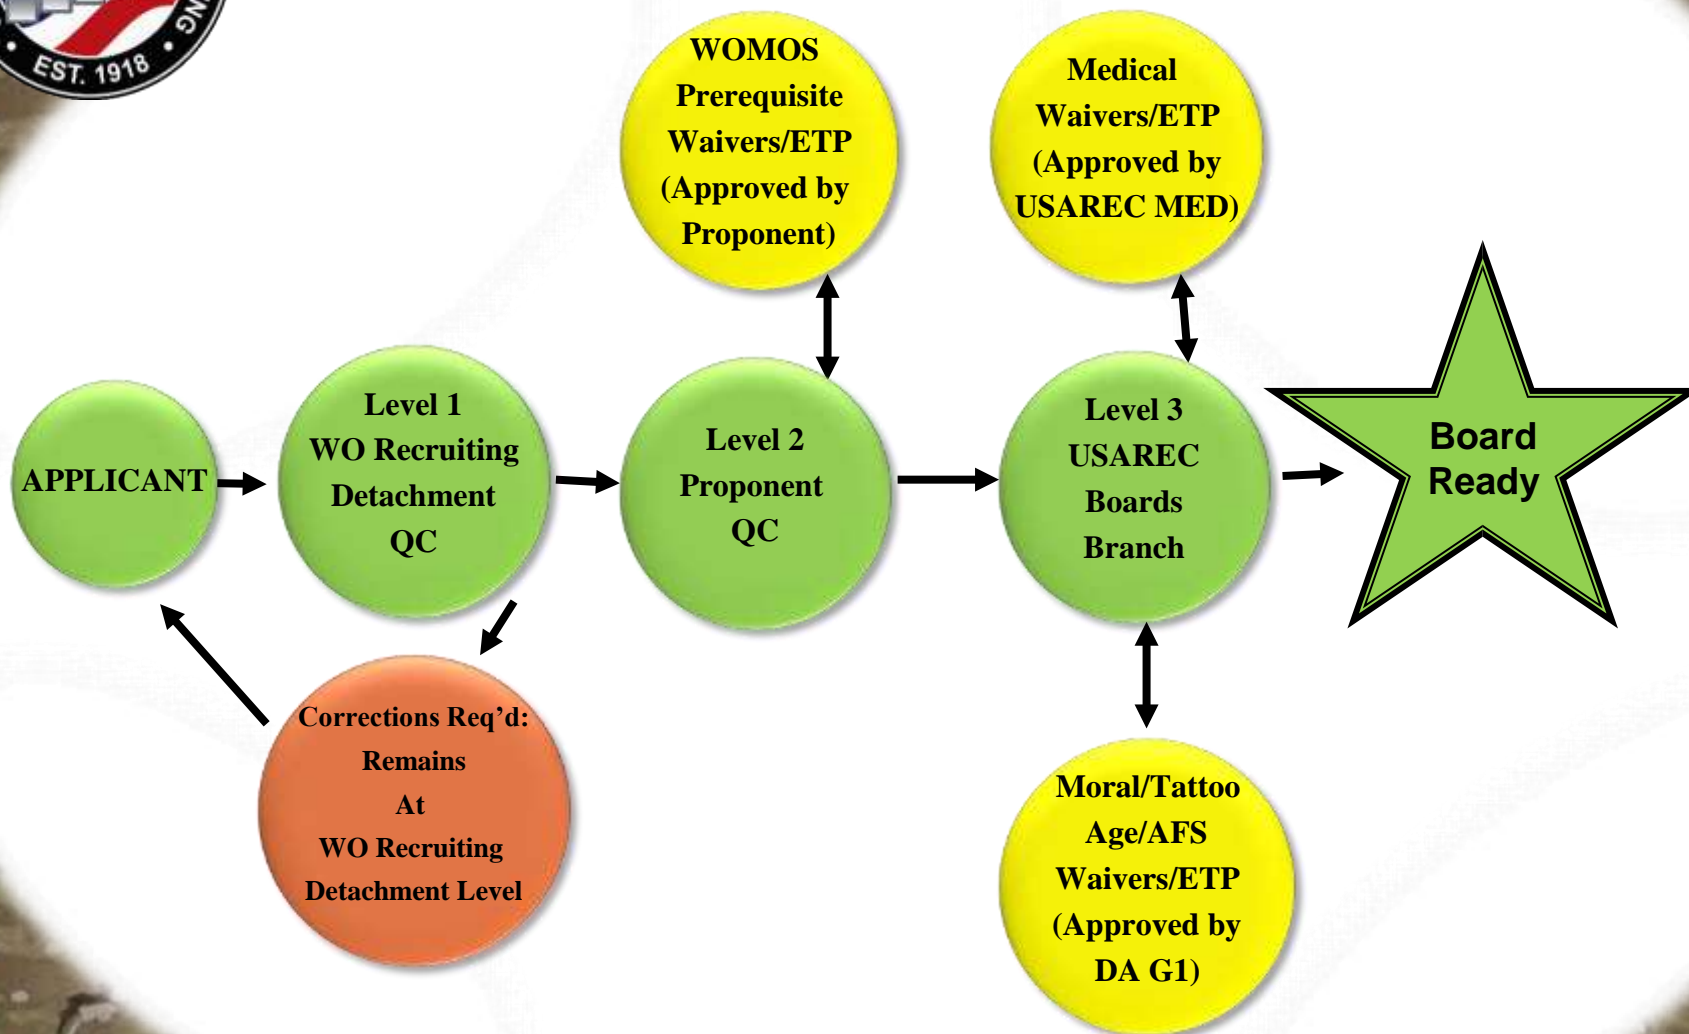 NG
EST. 1918
WOMOS
Prerequisite
Waivers/ETP
(Approved by
Proponent)
Medical
Waivers/ETP
(Approved by
USAREC MED)
APPLICANT
Level 1
WO Recruiting
Detachment
QC
Level 2
Proponent
QC
Level 3
USAREC
Boards
Branch
Board
Ready
Corrections Req’d:
Remains
At
WO Recruiting
Detachment Level
Moral/Tattoo
Age/AFS
Waivers/ETP
(Approved by
DA G1)